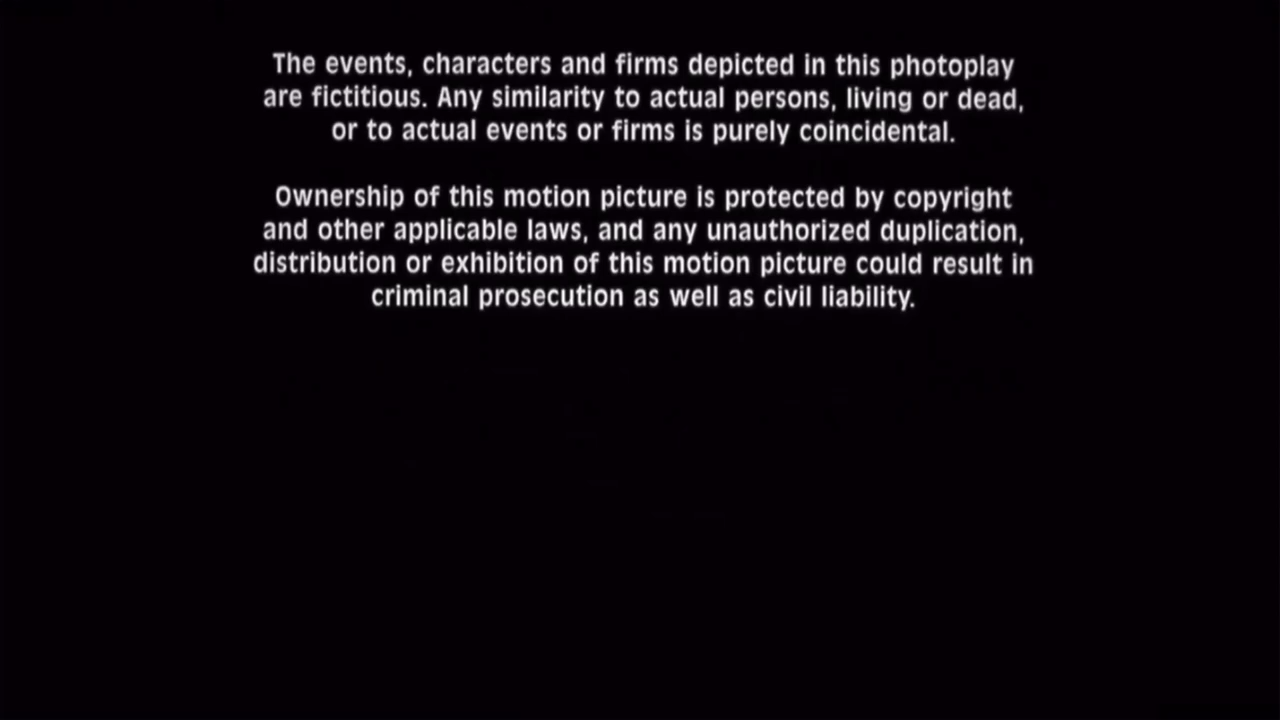 The events, characters and firms depicted in this photoplay
are fictitious. Any similarity to actual persons, living or dead,
or to actual events or firms is purely coincidental.
Ownership of this motion picture is protected by copyright
and other applicable laws, and any unauthorized duplication,
distribution or exhibition of this motion picture could result in
criminal prosecution as well as civil liability.